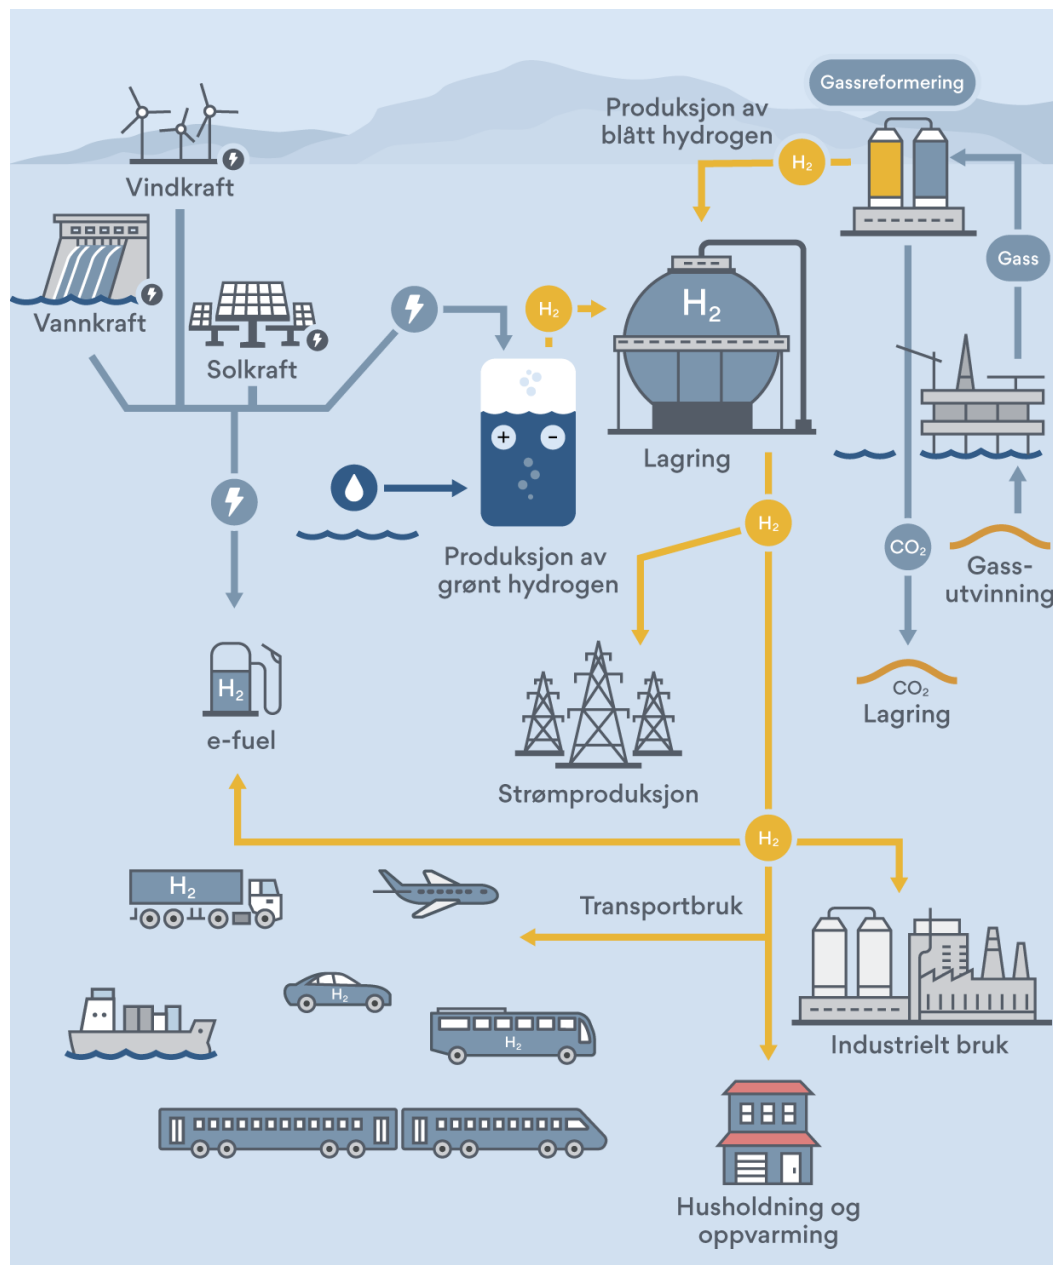 Gassreformering
Produksjon av
blått hydrogen
H₂
Vindkraft
Vannkraft
Solkraft
Gass
H₂
H₂
+ −
Lagring
H₂
Produksjon av
grønt hydrogen
CO₂
Gass-
utvinning
H₂
e-fuel
CO₂
Lagring
Strømproduksjon
H₂
H₂
Transportbruk
H₂
H₂
Industrielt bruk
Husholdning og
oppvarming